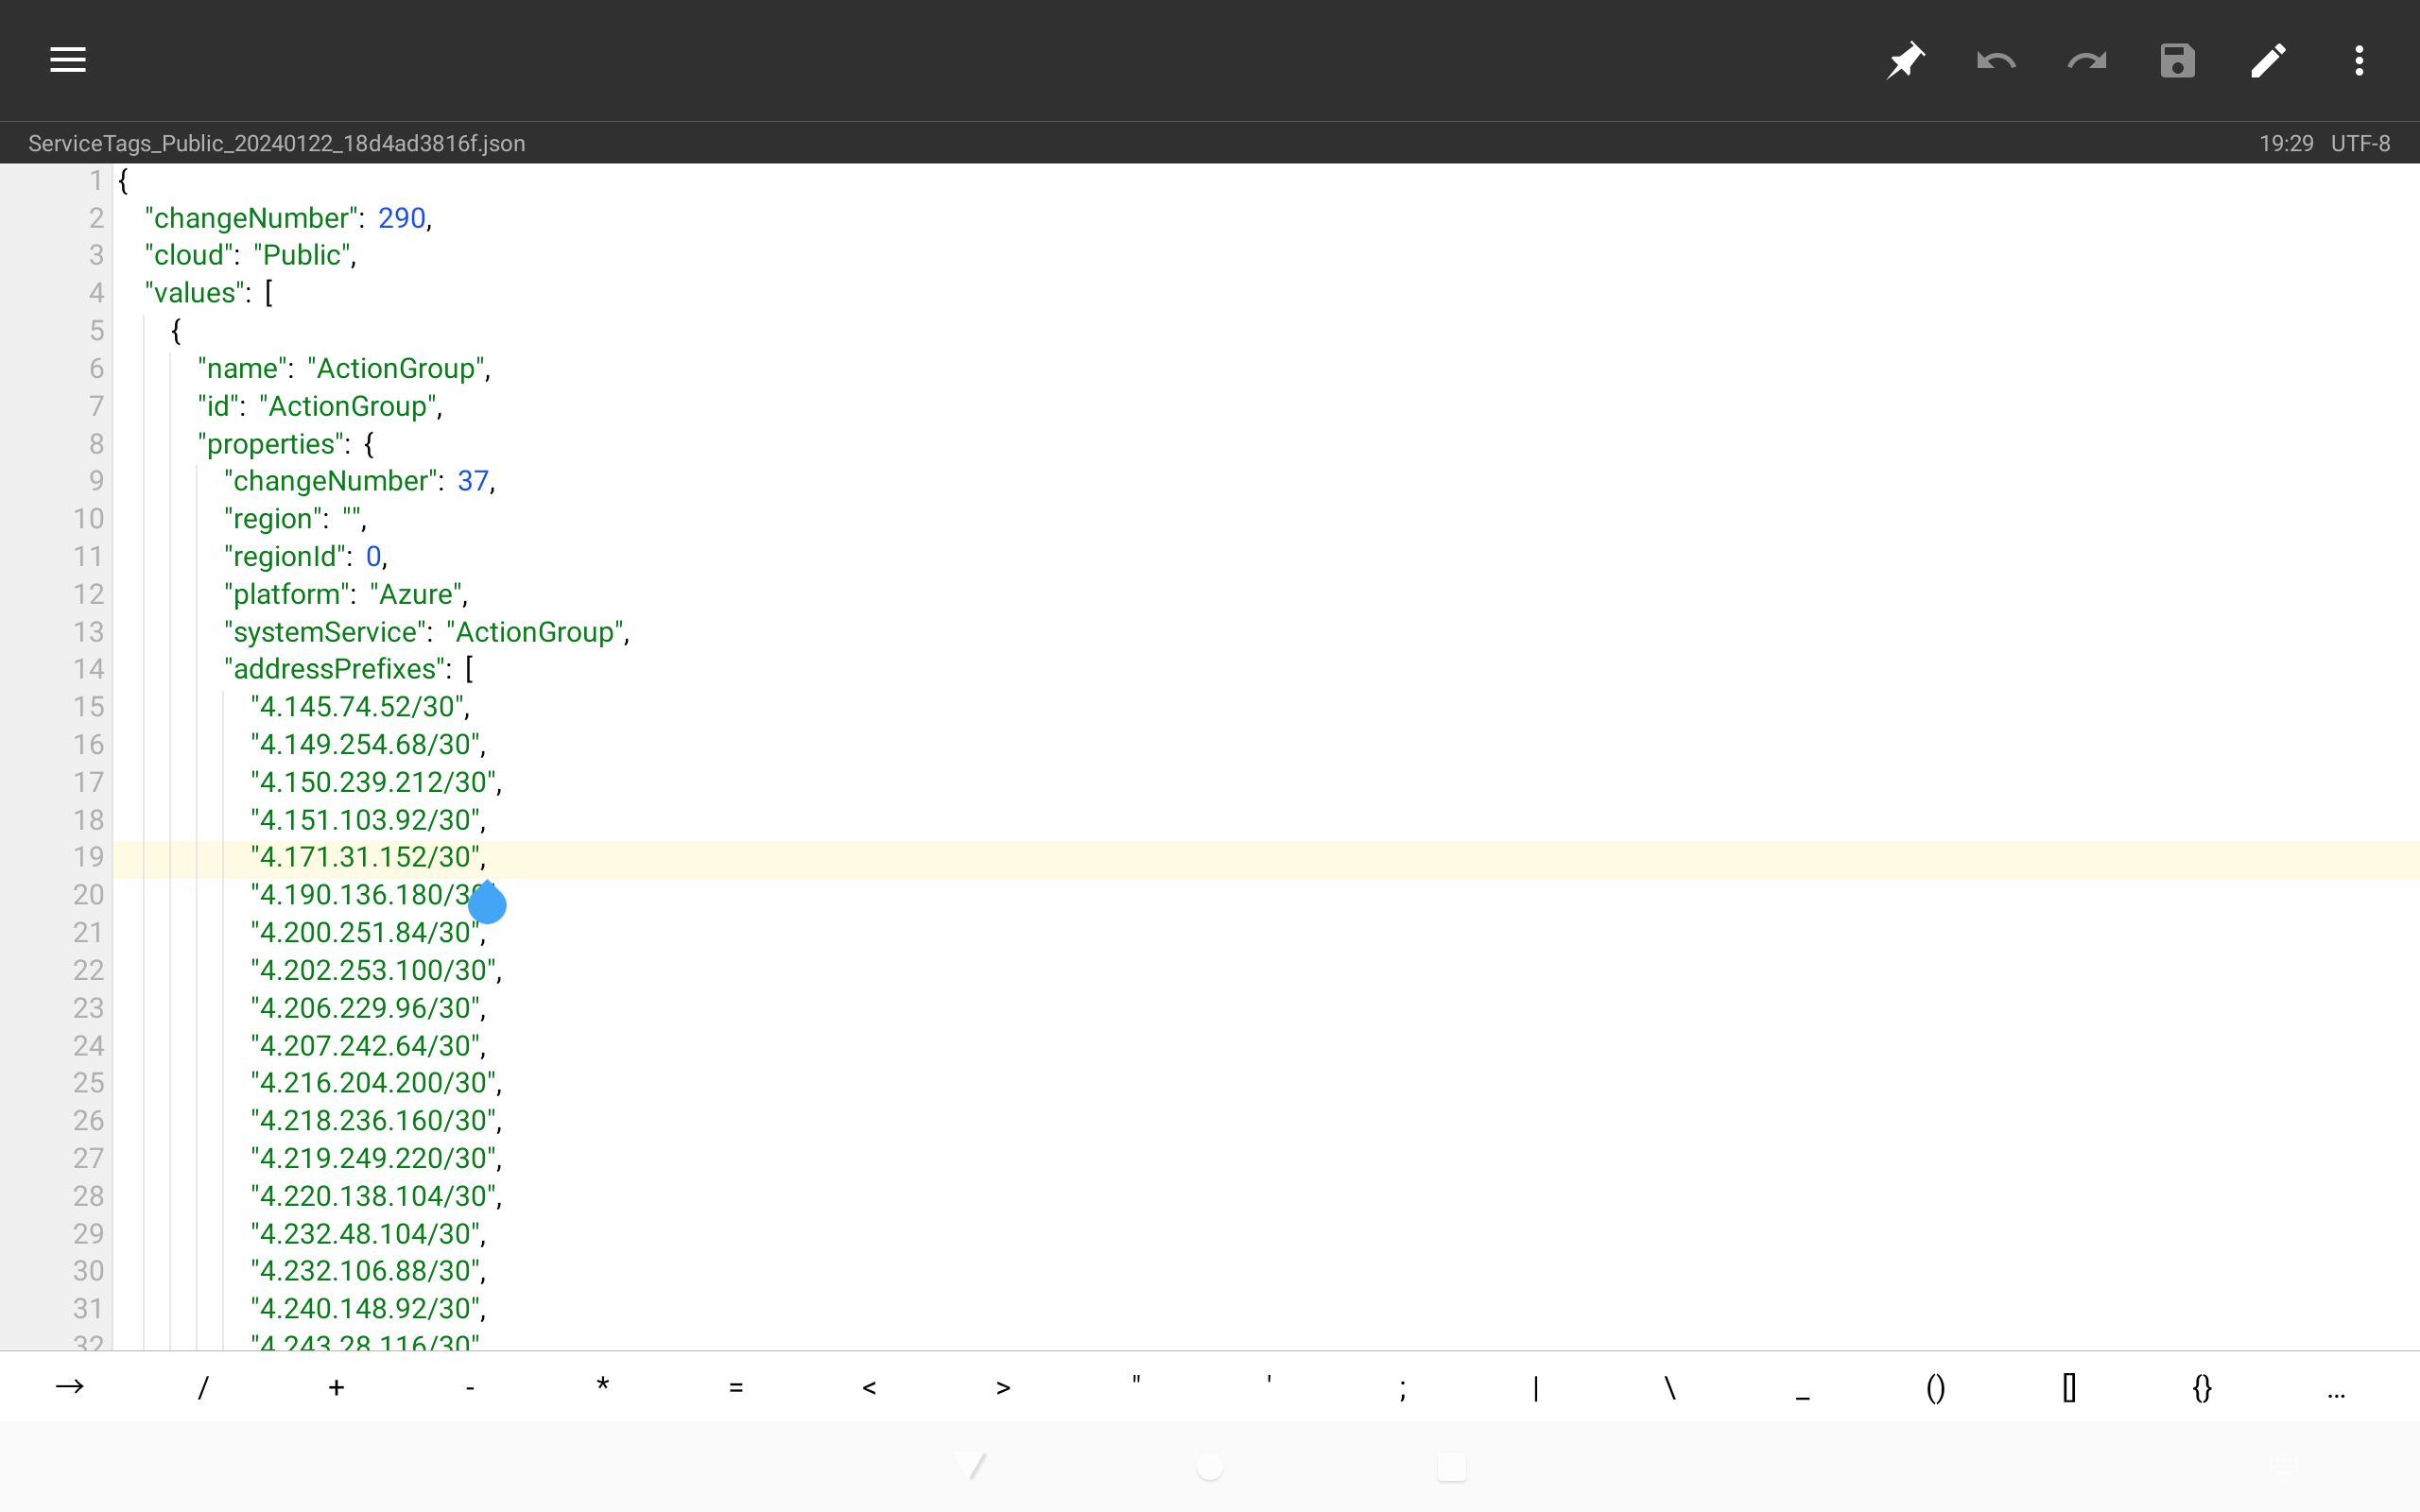 ServiceTags_Public_20240122_18d4ad3816f.json 19:29 UTF-8
1 {
2 "changeNumber": 290,
3 "cloud": "Public",
4 "values": [
5 {
6 "name": "ActionGroup",
7 "id": "ActionGroup",
8 "properties": {
9 "changeNumber": 37,
10 "region": "",
11 "regionId": 0,
12 "platform": "Azure",
13 "systemService": "ActionGroup",
14 "addressPrefixes": [
15 "4.145.74.52/30",
16 "4.149.254.68/30",
17 "4.150.239.212/30",
18 "4.151.103.92/30",
19 "4.171.31.152/30",
20 "4.190.136.180/30
21 "4.200.251.84/30",
22 "4.202.253.100/30",
23 "4.206.229.96/30",
24 "4.207.242.64/30",
25 "4.216.204.200/30",
26 "4.218.236.160/30",
27 "4.219.249.220/30",
28 "4.220.138.104/30",
29 "4.232.48.104/30",
30 "4.232.106.88/30",
31 "4.240.148.92/30",
32 "4.243.28.116/30"
→ / + - * = < > " ' ; | \ _ () [] {} ...